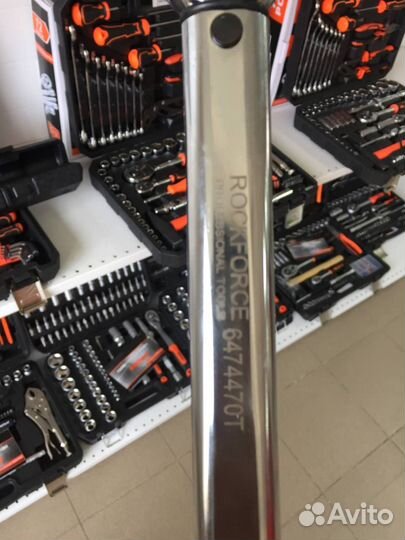 ROCKFORCE 6474470T
PROFESSIONAL TOOLS
Avito